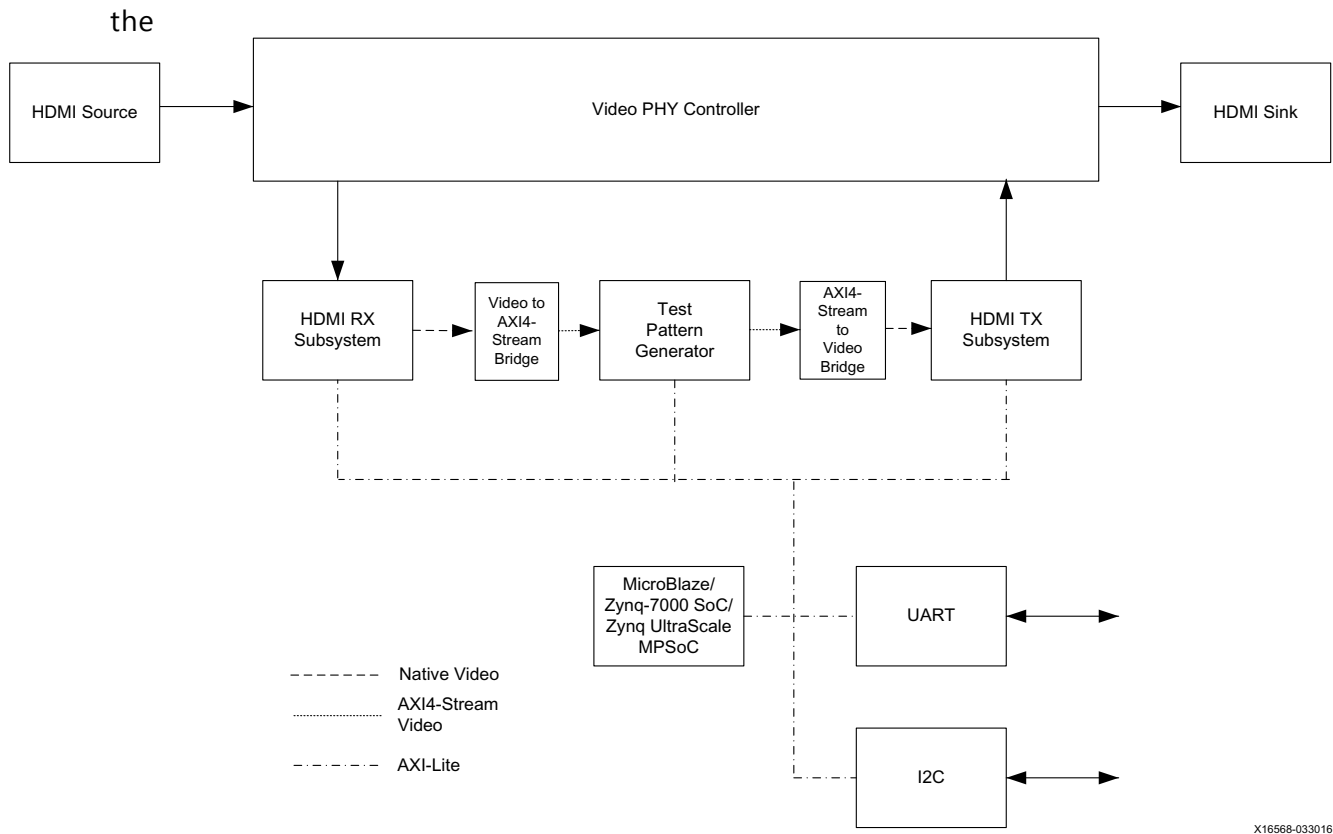 the
HDMI Source
Video PHY Controller
HDMI Sink
HDMI RX
Subsystem
Video to
AXI4-
Stream
Bridge
Test
Pattern
Generator
AXI4-
Stream
to
Video
Bridge
HDMI TX
Subsystem
MicroBlaze/
Zynq-7000 SoC/
Zynq UltraScale
MPSoC
UART
Native Video
AXI4-Stream
Video
AXI-Lite
I2C
X16568-033016